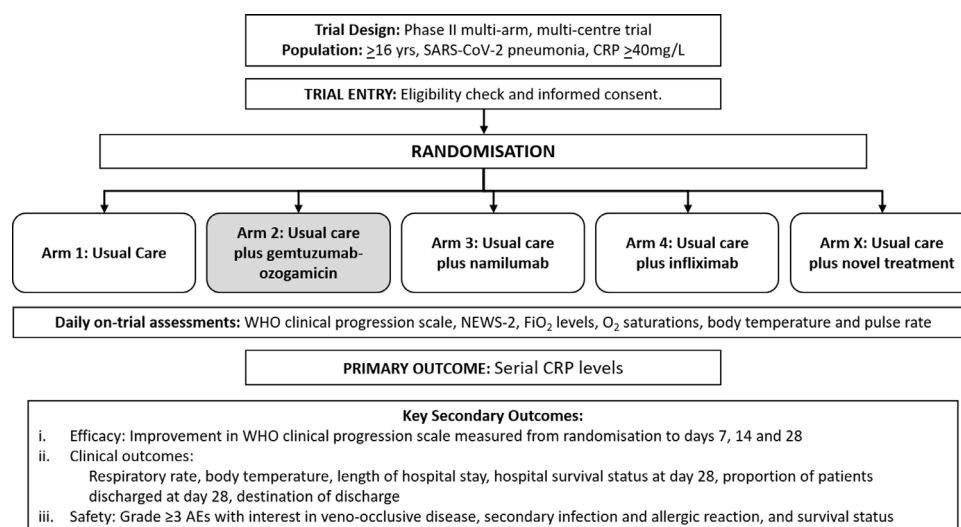 Trial Design: Phase II multi-arm, multi-centre trial
Population: ≥16 yrs, SARS-CoV-2 pneumonia, CRP ≥40mg/L
TRIAL ENTRY: Eligibility check and informed consent.
RANDOMISATION
Arm 1: Usual Care
Arm 2: Usual care
plus gemtuzumab-
ozogamicin
Arm 3: Usual care
plus namilumab
Arm 4: Usual care
plus infliximab
Arm X: Usual care
plus novel treatment
Daily on-trial assessments: WHO clinical progression scale, NEWS-2, FiO₂ levels, O₂ saturations, body temperature and pulse rate
PRIMARY OUTCOME: Serial CRP levels
Key Secondary Outcomes:
i. Efficacy: Improvement in WHO clinical progression scale measured from randomisation to days 7, 14 and 28
ii. Clinical outcomes:
Respiratory rate, body temperature, length of hospital stay, hospital survival status at day 28, proportion of patients
discharged at day 28, destination of discharge
iii. Safety: Grade ≥3 AEs with interest in veno-occlusive disease, secondary infection and allergic reaction, and survival status